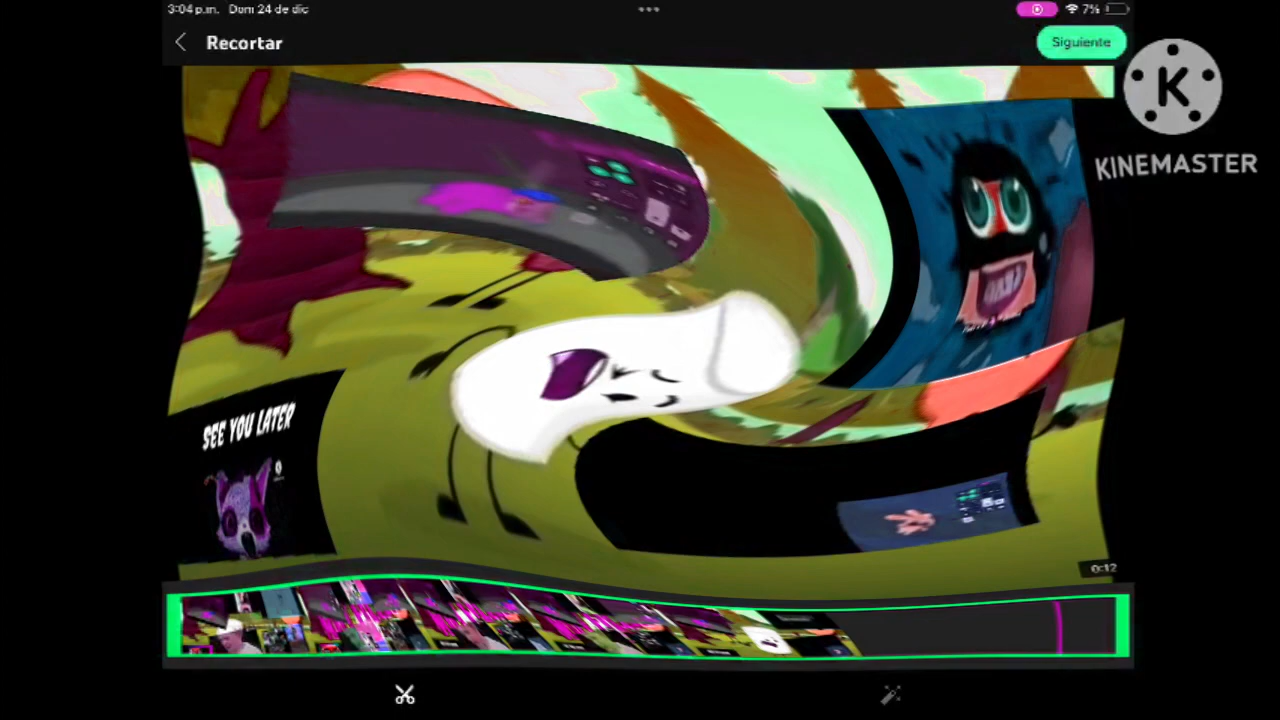 3:04 p.m. Dom 24 de dic
7%
Recortar
Siguiente
K
KINEMASTER
SEE YOU LATER
0:12